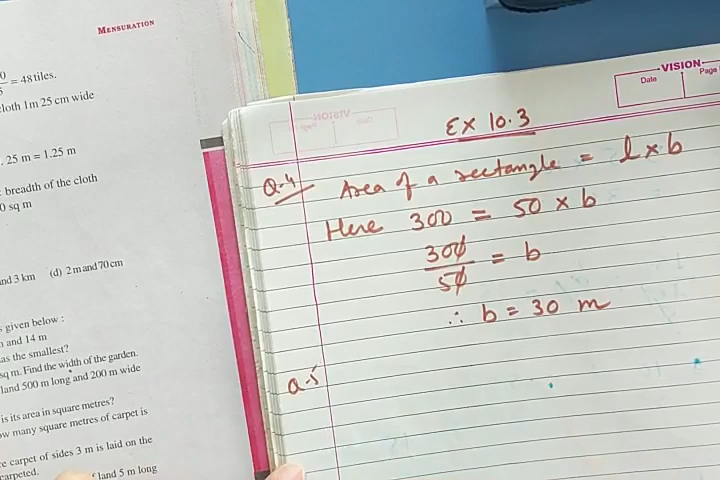 MENSURATION
= 48 tiles.
cloth 1 m 25 cm wide
. 25 m = 1.25 m
breadth of the cloth
0 sq m
and 3 km (d) 2 m and 70 cm
given below :
and 14 m
as the smallest?
sq m. Find the width of the garden.
land 500 m long and 200 m wide
is its area in square metres?
w many square metres of carpet is
e carpet of sides 3 m is laid on the
carpeted.
land 5 m long
VISION
Date
Page
VISION
Ex 10.3
Q.4 Area of a rectangle = l × b
Here 300 = 50 × b
300/50 = b
∴ b = 30 m
Q.5